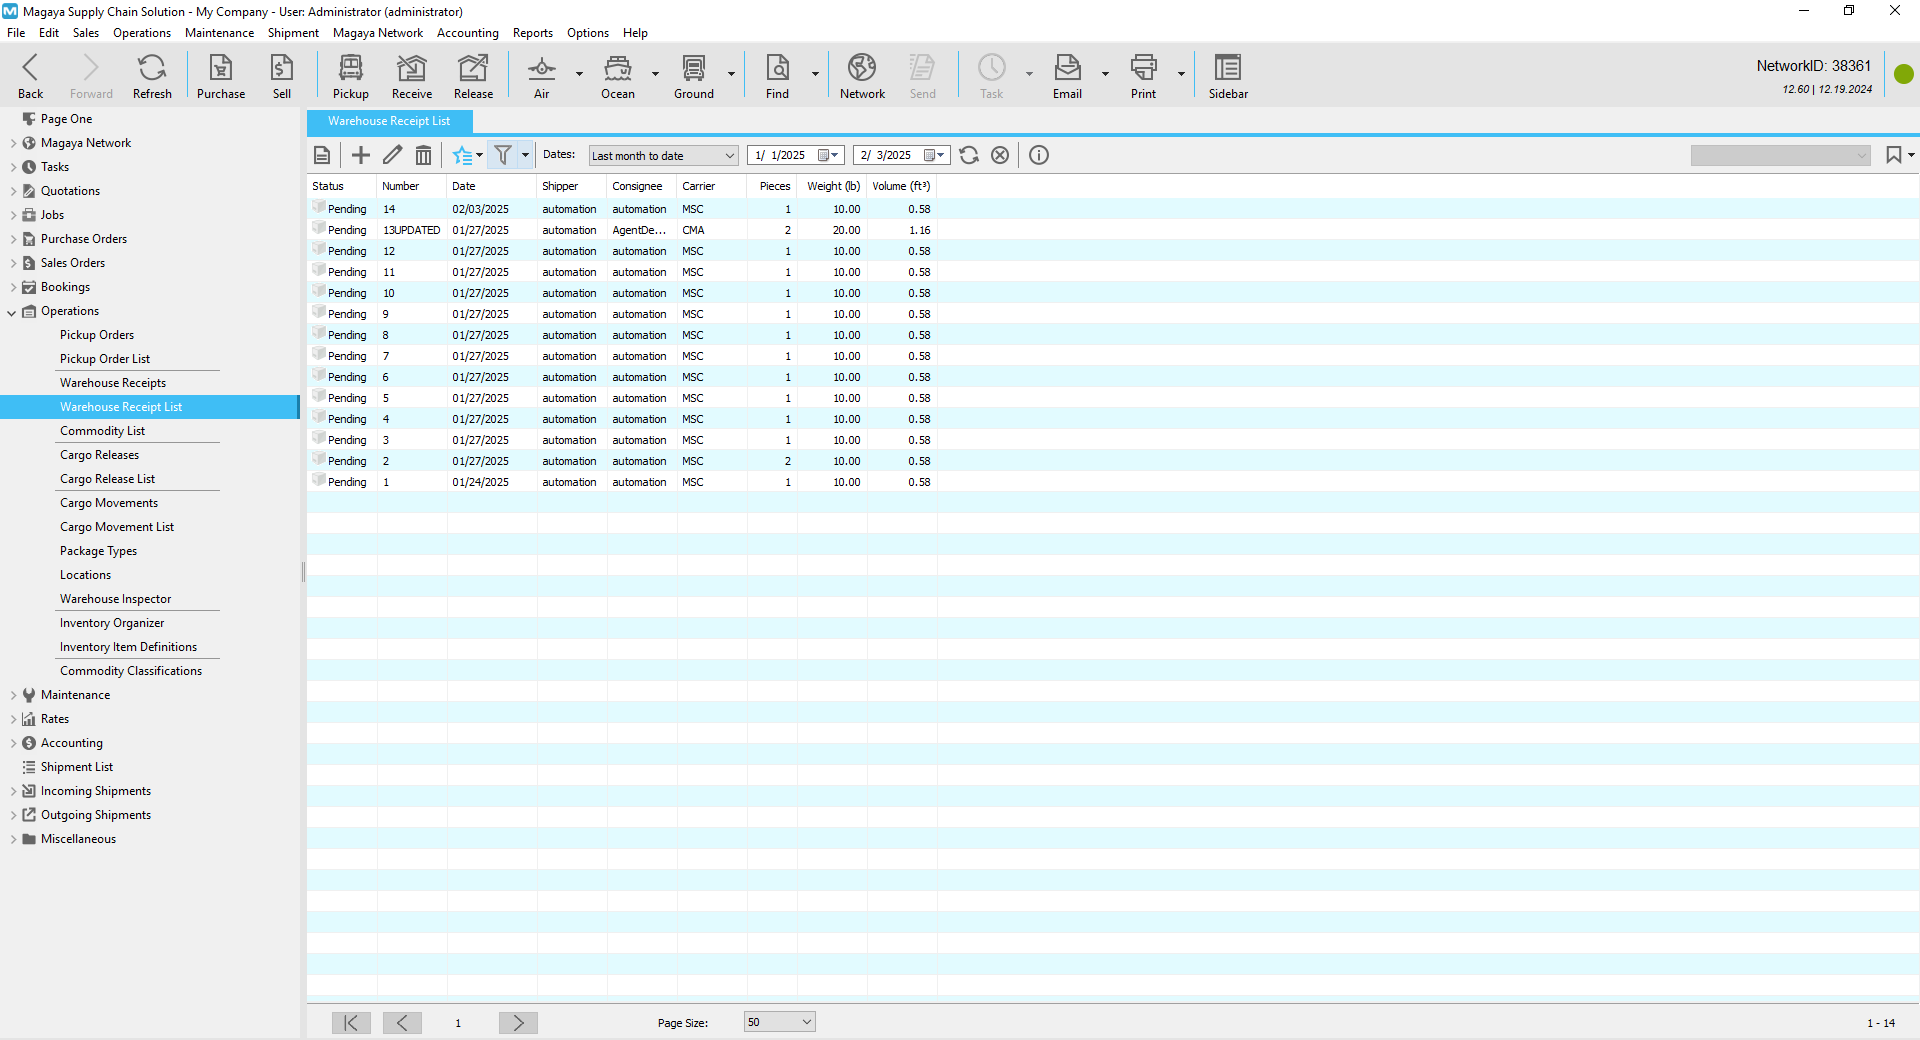 Magaya Supply Chain Solution - My Company - User: Administrator (administrator)
File Edit Sales Operations Maintenance Shipment Magaya Network Accounting Reports Options Help
Back Forward Refresh Purchase Sell Pickup Receive Release Air Ocean Ground Find Network Send Task Email Print Sidebar
NetworkID: 38361
12.60 | 12.19.2024
Page One
Magaya Network
Tasks
Quotations
Jobs
Purchase Orders
Sales Orders
Bookings
Operations
Pickup Orders
Pickup Order List
Warehouse Receipts
Warehouse Receipt List
Commodity List
Cargo Releases
Cargo Release List
Cargo Movements
Cargo Movement List
Package Types
Locations
Warehouse Inspector
Inventory Organizer
Inventory Item Definitions
Commodity Classifications
Maintenance
Rates
Accounting
Shipment List
Incoming Shipments
Outgoing Shipments
Miscellaneous
Warehouse Receipt List
Dates: Last month to date 1/ 1/2025 2/ 3/2025
Status Number Date Shipper Consignee Carrier Pieces Weight (lb) Volume (ft³)
Pending 14 02/03/2025 automation automation MSC 1 10.00 0.58
Pending 13UPDATED 01/27/2025 automation AgentDe... CMA 2 20.00 1.16
Pending 12 01/27/2025 automation automation MSC 1 10.00 0.58
Pending 11 01/27/2025 automation automation MSC 1 10.00 0.58
Pending 10 01/27/2025 automation automation MSC 1 10.00 0.58
Pending 9 01/27/2025 automation automation MSC 1 10.00 0.58
Pending 8 01/27/2025 automation automation MSC 1 10.00 0.58
Pending 7 01/27/2025 automation automation MSC 1 10.00 0.58
Pending 6 01/27/2025 automation automation MSC 1 10.00 0.58
Pending 5 01/27/2025 automation automation MSC 1 10.00 0.58
Pending 4 01/27/2025 automation automation MSC 1 10.00 0.58
Pending 3 01/27/2025 automation automation MSC 1 10.00 0.58
Pending 2 01/27/2025 automation automation MSC 2 10.00 0.58
Pending 1 01/24/2025 automation automation MSC 1 10.00 0.58
1 Page Size: 50 1 - 14